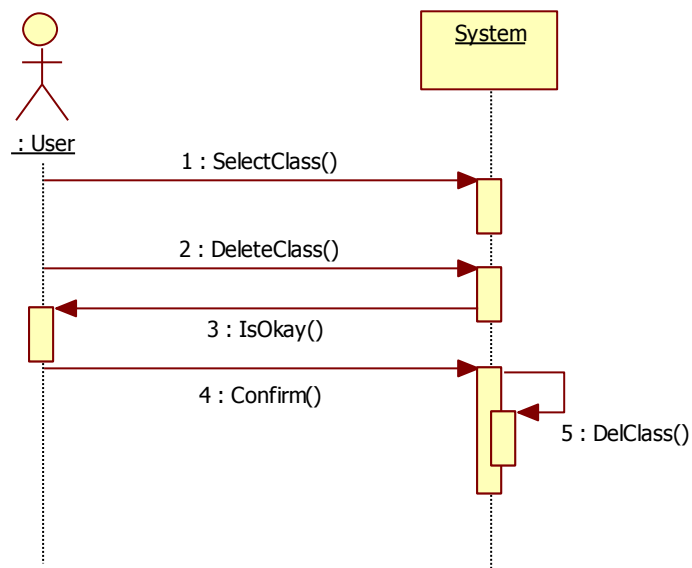 System
: User
1 : SelectClass()
2 : DeleteClass()
3 : IsOkay()
4 : Confirm()
5 : DelClass()